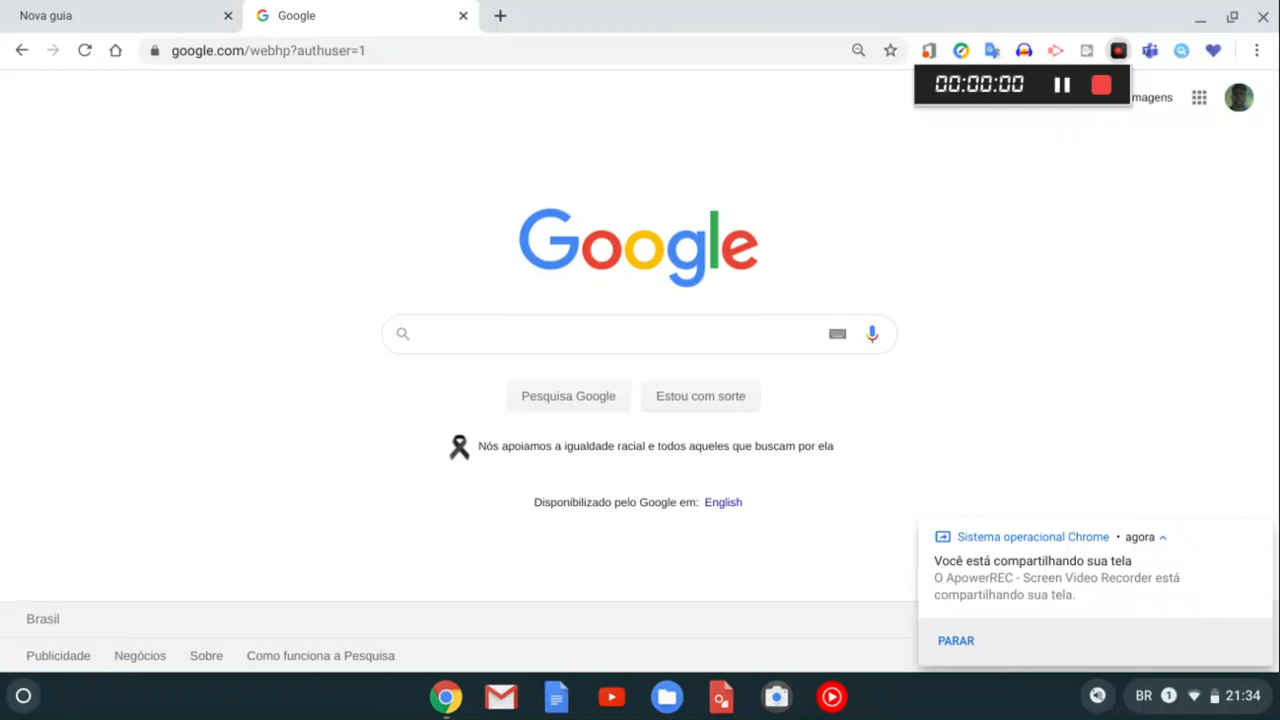 Nova guia
Google
google.com/webhp?authuser=1
00:00:00
magens
Google
Pesquisa Google
Estou com sorte
Nós apoiamos a igualdade racial e todos aqueles que buscam por ela
Disponibilizado pelo Google em: English
Sistema operacional Chrome • agora
Você está compartilhando sua tela
O ApowerREC - Screen Video Recorder está
compartilhando sua tela.
PARAR
Brasil
Publicidade Negócios Sobre Como funciona a Pesquisa
BR 1 21:34